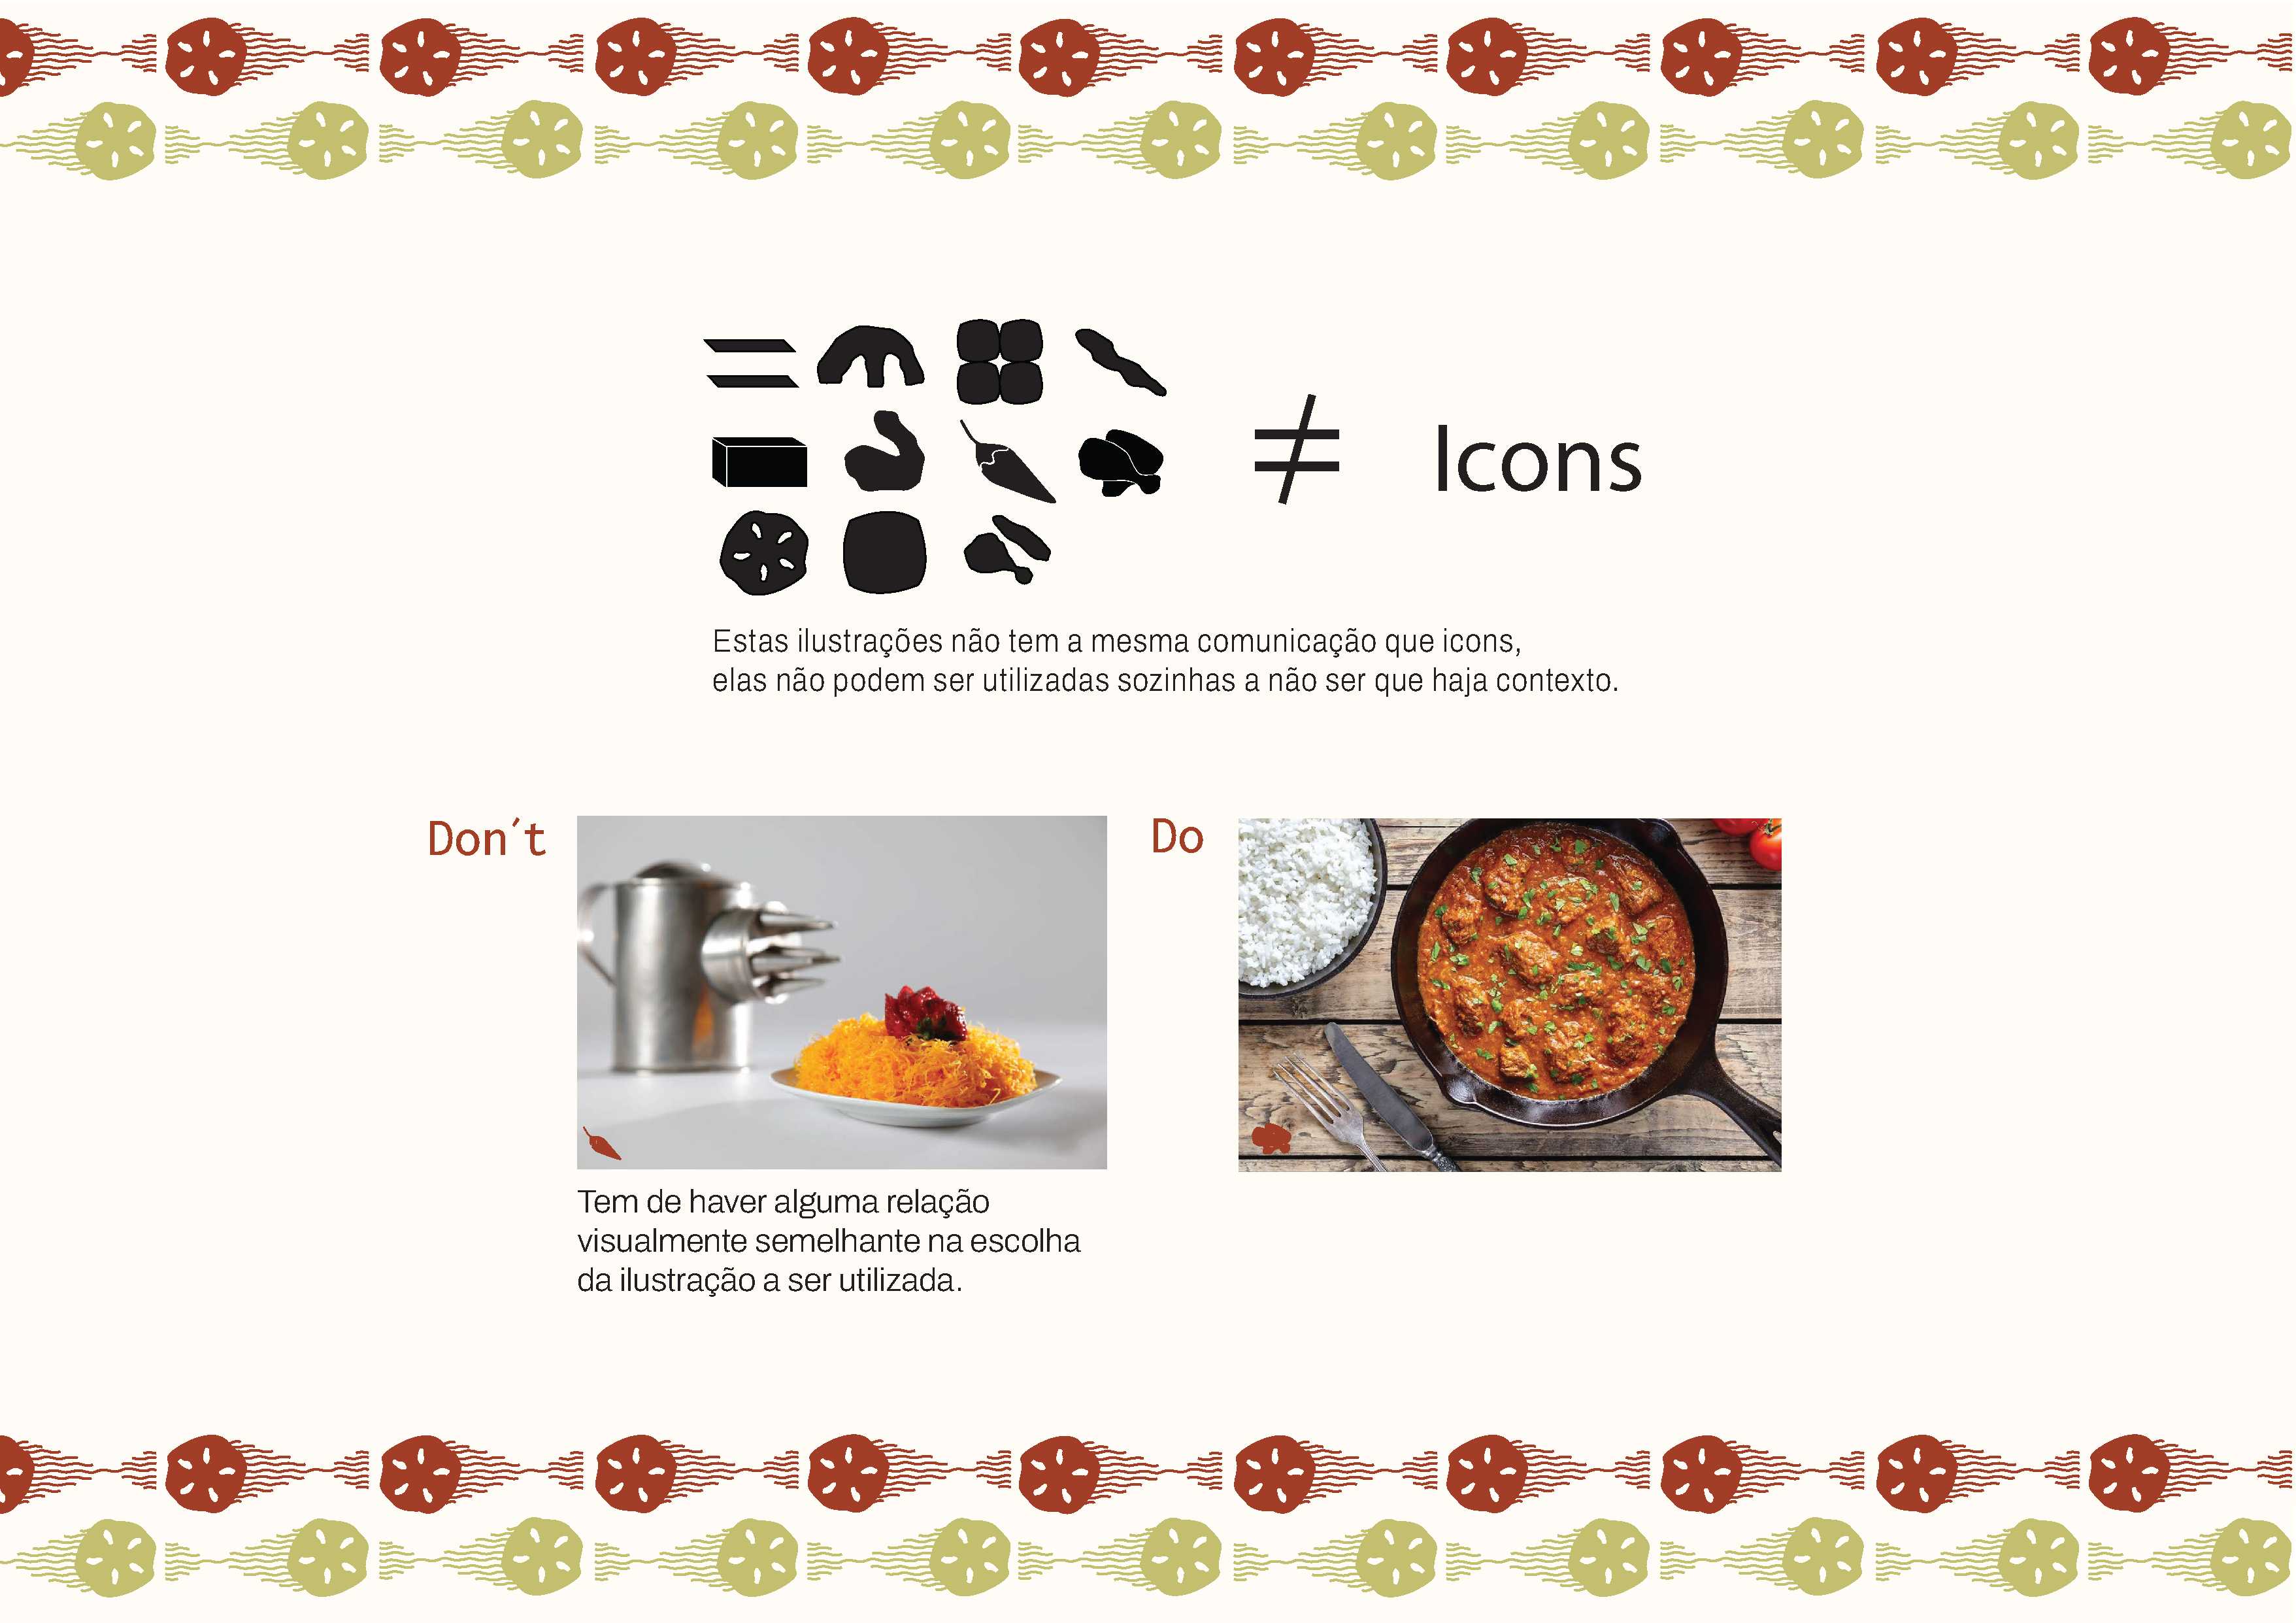 ≠ Icons
Estas ilustrações não tem a mesma comunicação que icons,
elas não podem ser utilizadas sozinhas a não ser que haja contexto.
Don´t
Do
Tem de haver alguma relação
visualmente semelhante na escolha
da ilustração a ser utilizada.